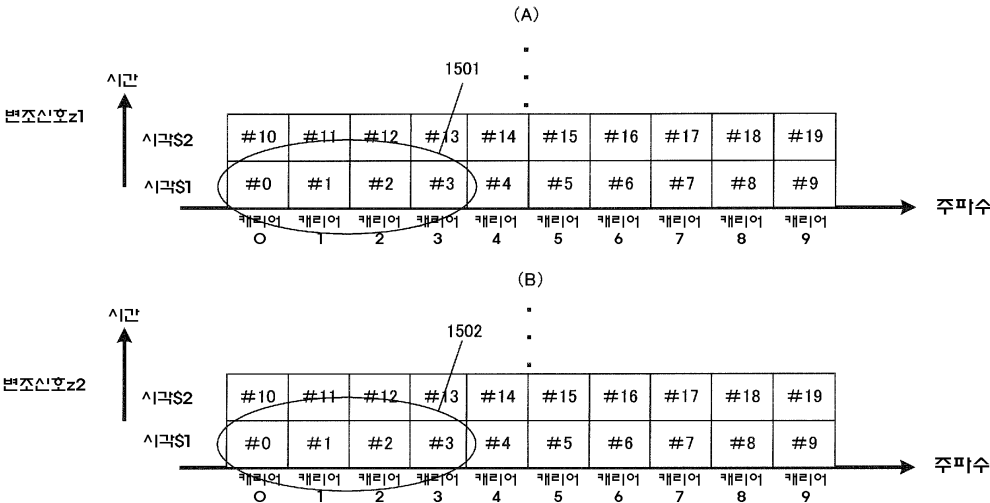 (A)
시간
1501
변조신호z1
시각$2 #10 #11 #12 #13 #14 #15 #16 #17 #18 #19
시각$1 #0 #1 #2 #3 #4 #5 #6 #7 #8 #9
주파수
캐리어 캐리어 캐리어 캐리어 캐리어 캐리어 캐리어 캐리어 캐리어 캐리어
0 1 2 3 4 5 6 7 8 9
(B)
시간
1502
변조신호z2
시각$2 #10 #11 #12 #13 #14 #15 #16 #17 #18 #19
시각$1 #0 #1 #2 #3 #4 #5 #6 #7 #8 #9
주파수
캐리어 캐리어 캐리어 캐리어 캐리어 캐리어 캐리어 캐리어 캐리어 캐리어
0 1 2 3 4 5 6 7 8 9